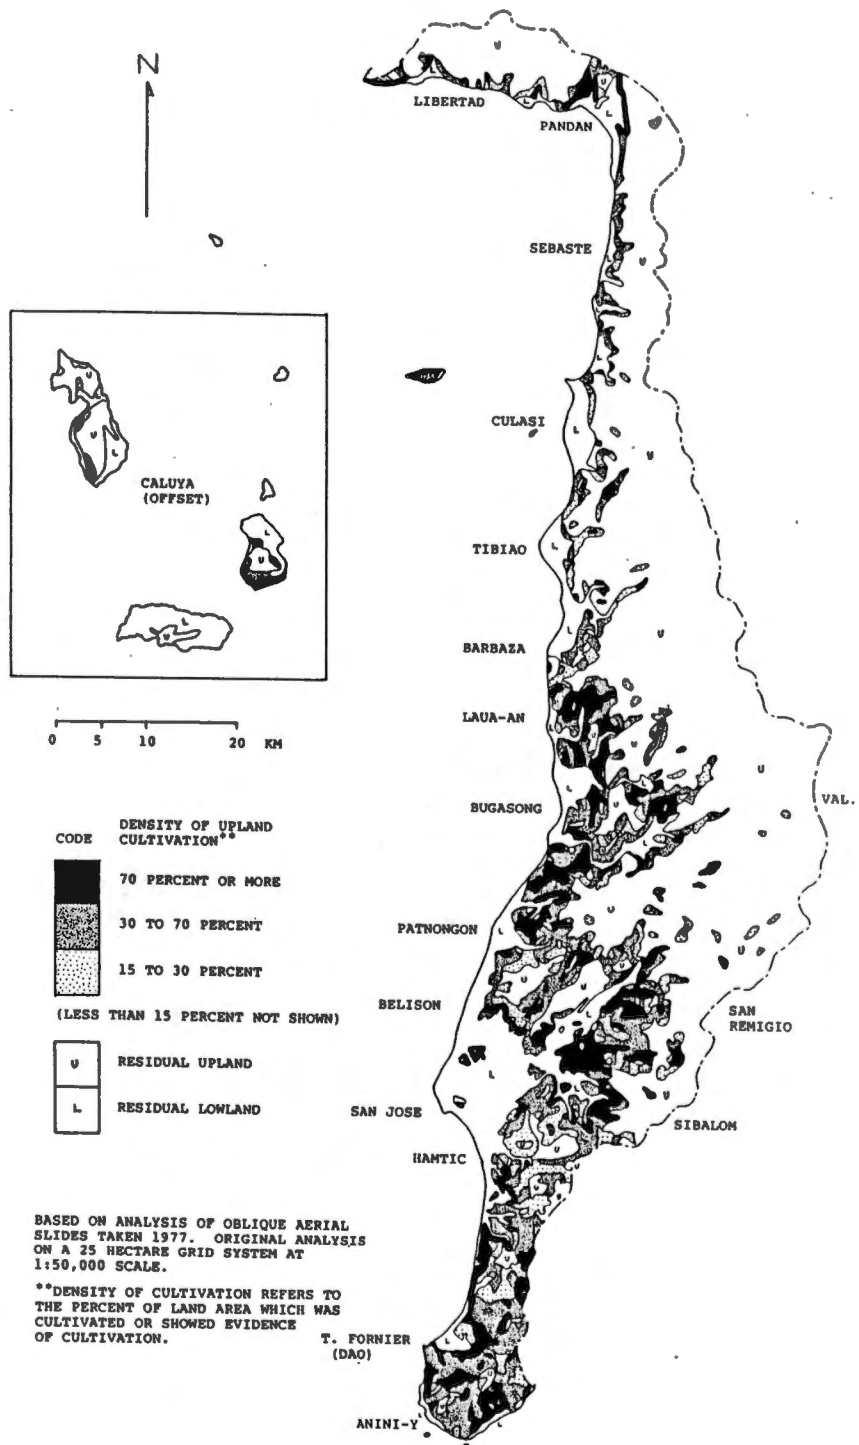 N
LIBERTAD
PANDAN
SEBASTE
CULASI
CALUYA
(OFFSET)
TIBIAO
BARBAZA
LAUA-AN
0 5 10 20 KM
BUGASONG
VAL.
CODE
DENSITY OF UPLAND
CULTIVATION**
70 PERCENT OR MORE
30 TO 70 PERCENT
15 TO 30 PERCENT
(LESS THAN 15 PERCENT NOT SHOWN)
U RESIDUAL UPLAND
L RESIDUAL LOWLAND
PATNONGON
BELISON
SAN
REMIGIO
SAN JOSE
SIBALOM
HAMTIC
BASED ON ANALYSIS OF OBLIQUE AERIAL
SLIDES TAKEN 1977. ORIGINAL ANALYSIS
ON A 25 HECTARE GRID SYSTEM AT
1:50,000 SCALE.
**DENSITY OF CULTIVATION REFERS TO
THE PERCENT OF LAND AREA WHICH WAS
CULTIVATED OR SHOWED EVIDENCE
OF CULTIVATION.
T. FORNIER
(DAO)
ANINI-Y